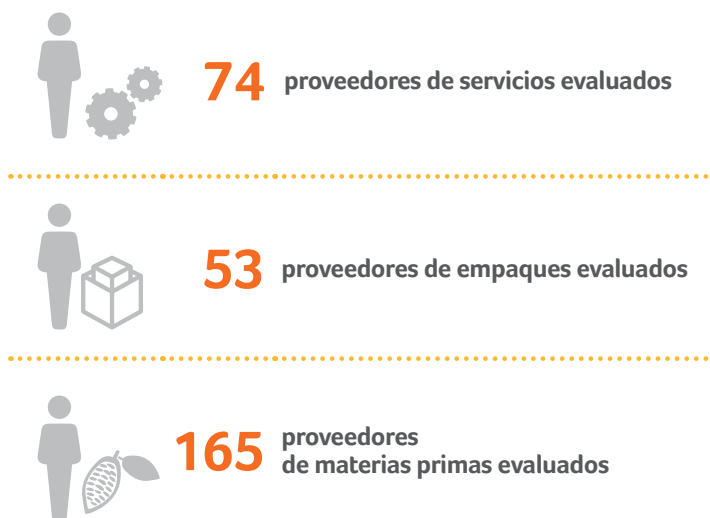 74 proveedores de servicios evaluados
53 proveedores de empaques evaluados
165 proveedores
de materias primas evaluados